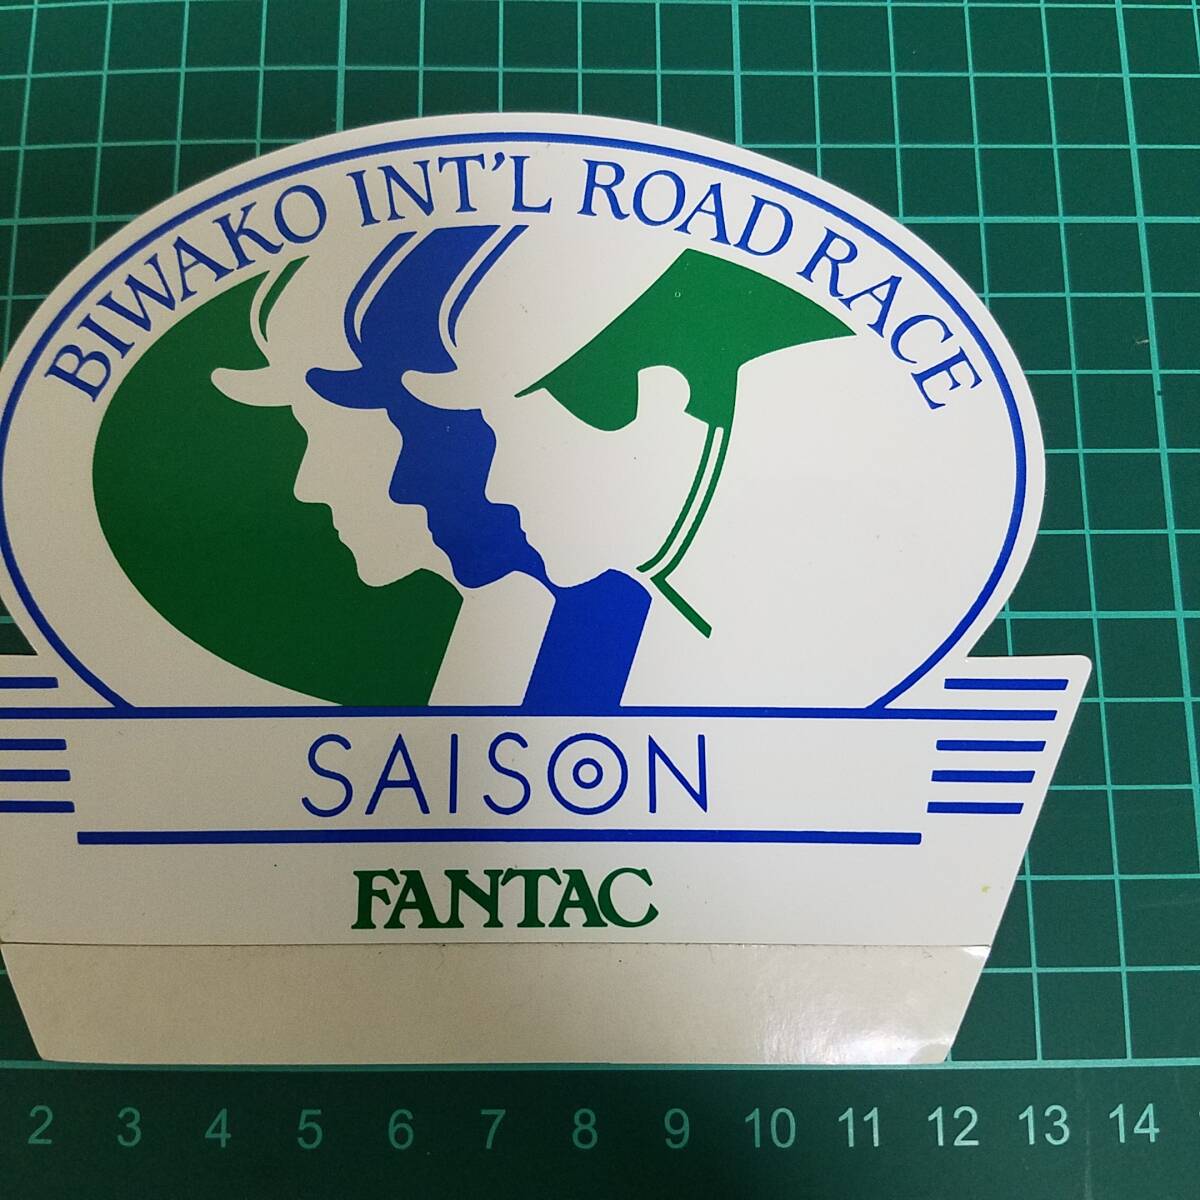 BIWAKO INT'L ROAD RACE
SAISON
FANTAC
2 3 4 5 6 7 8 9 10 11 12 13 14